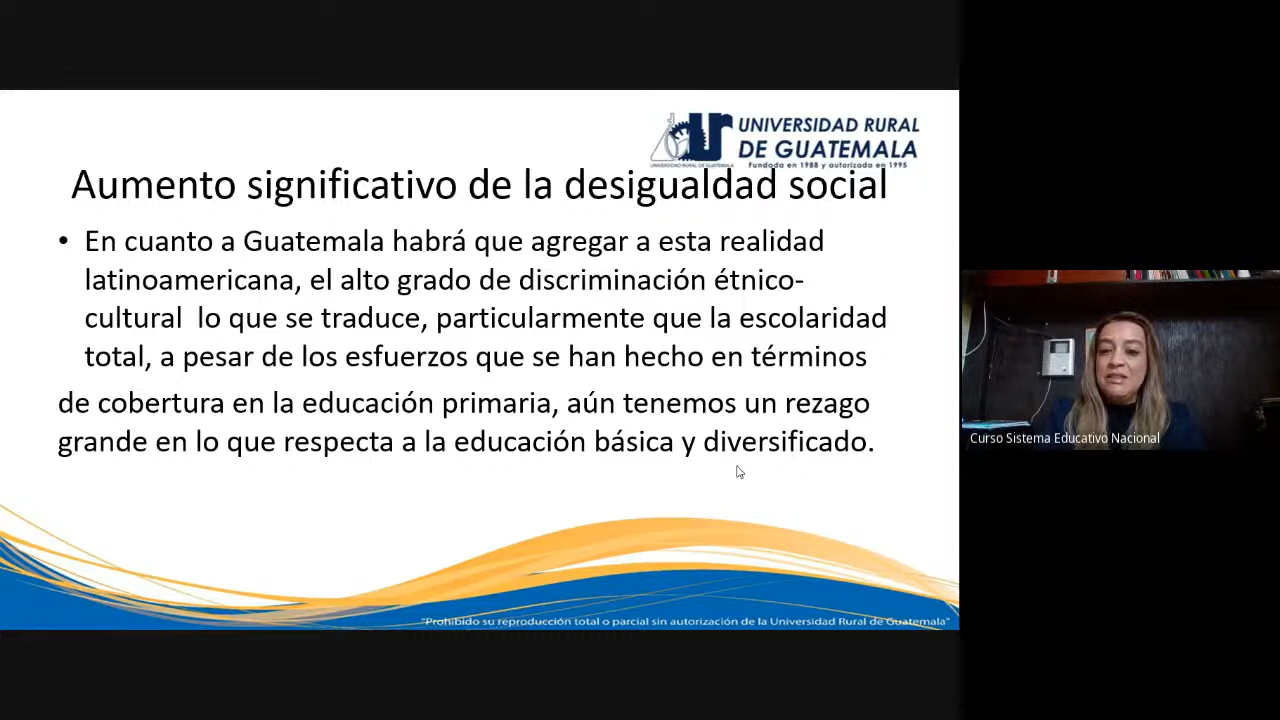 UNIVERSIDAD RURAL
DE GUATEMALA
Fundada en 1988 y autorizada en 1995
UNIVERSIDAD RURAL DE GUATEMALA
Aumento significativo de la desigualdad social
• En cuanto a Guatemala habrá que agregar a esta realidad
latinoamericana, el alto grado de discriminación étnico-
cultural lo que se traduce, particularmente que la escolaridad
total, a pesar de los esfuerzos que se han hecho en términos
de cobertura en la educación primaria, aún tenemos un rezago
grande en lo que respecta a la educación básica y diversificado.
"Prohibido su reproducción total o parcial sin autorización de la Universidad Rural de Guatemala"
Curso Sistema Educativo Nacional